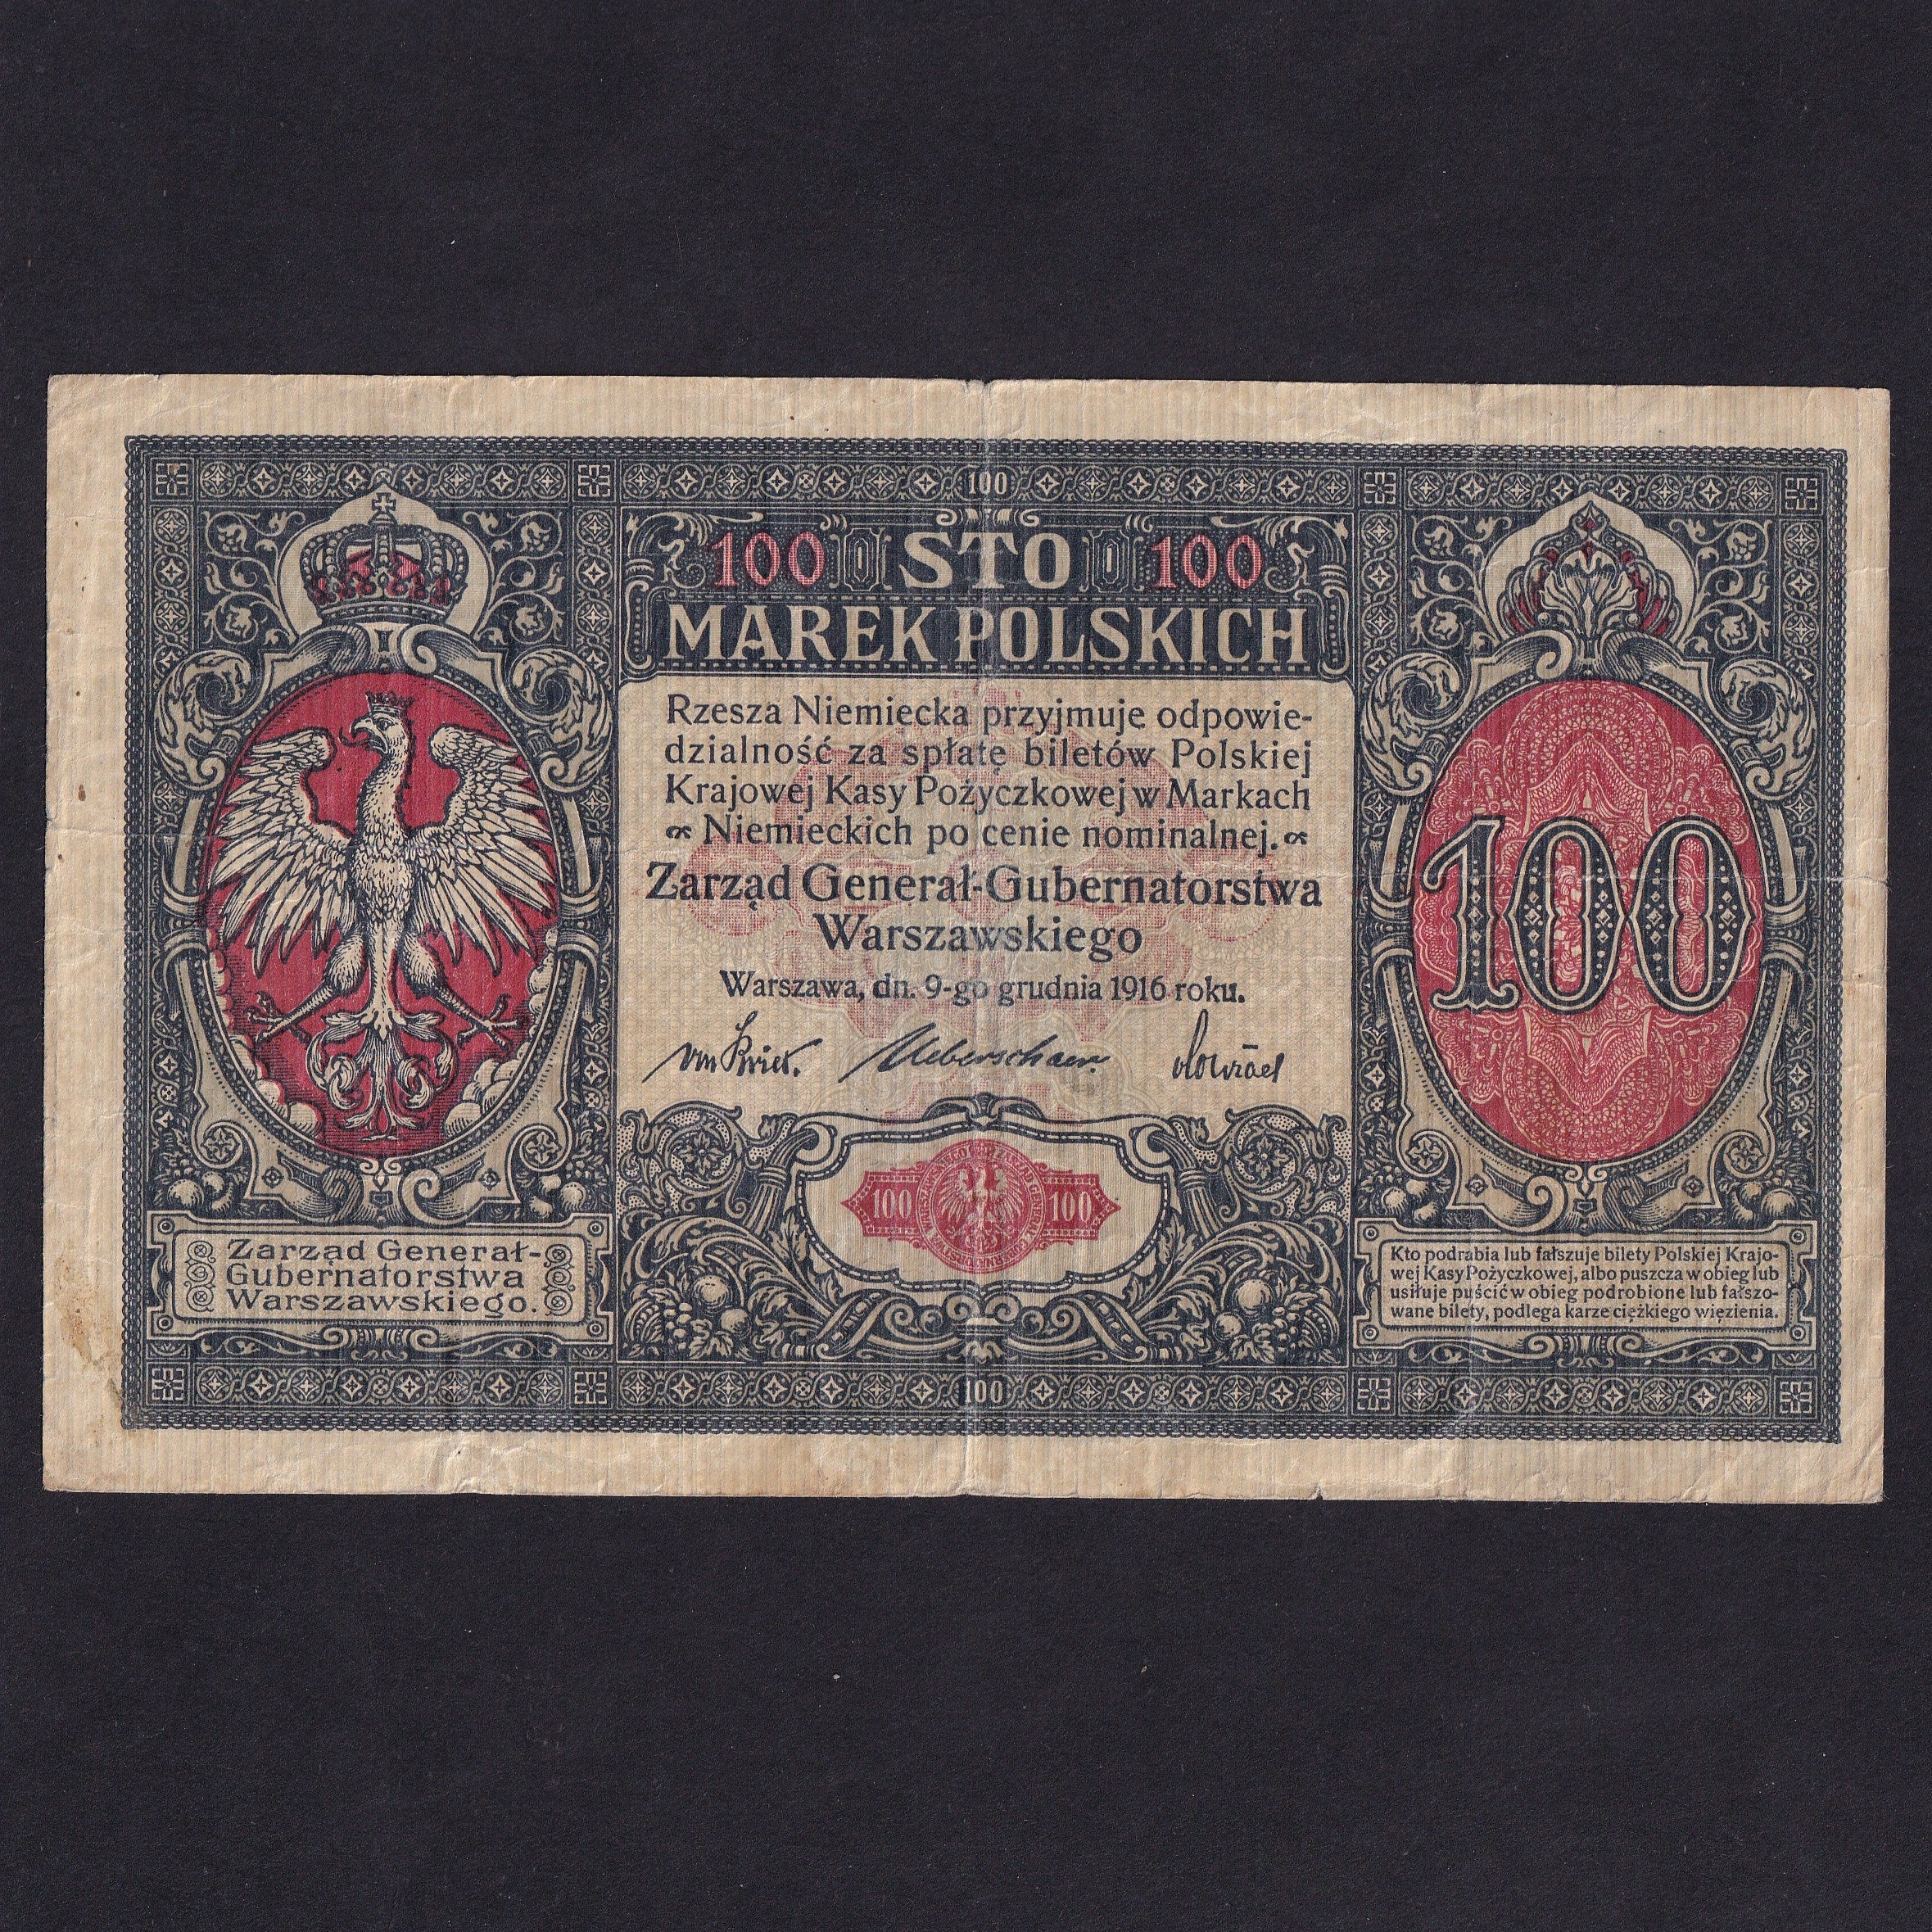 100
100 STO 100
MAREK POLSKICH
Rzesza Niemiecka przyjmuje odpowie-
dzialność za spłatę biletów Polskiej
Krajowej Kasy Pożyczkowej w Markach
Niemieckich po cenie nominalnej.
Zarząd Generał-Gubernatorstwa
Warszawskiego
Warszawa, dn. 9-go grudnia 1916 roku.
von Kries. Ueberschaer.
100
100 100
Zarząd Generał-
Gubernatorstwa
Warszawskiego.
Kto podrabia lub fałszuje bilety Polskiej Krajo-
wej Kasy Pożyczkowej, albo puszcza w obieg lub
usiłuje puścić w obieg podrobione lub fałszo-
wane bilety, podlega karze ciężkiego więzienia.
100